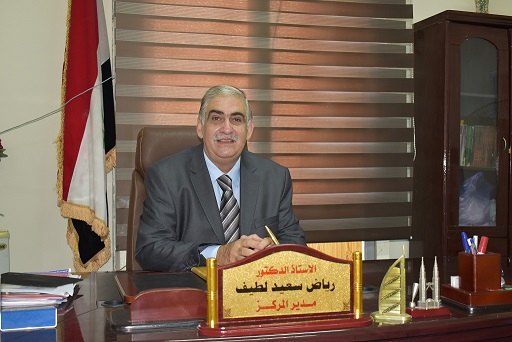 الاستاذ الدكتور
رياض سعيد لطيف
مدير المركز